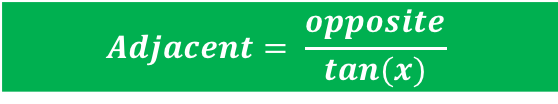 Adjacent = opposite / tan(x)